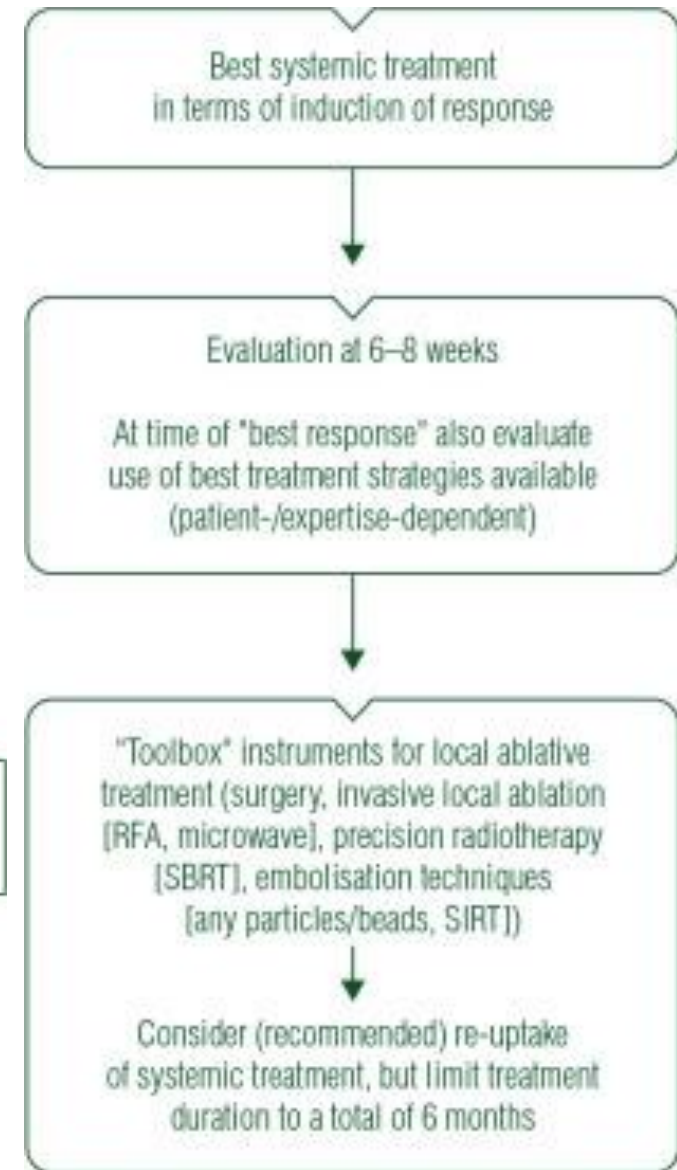 Best systemic treatment
in terms of induction of response
Evaluation at 6–8 weeks
At time of "best response" also evaluate
use of best treatment strategies available
(patient-/expertise-dependent)
"Toolbox" instruments for local ablative
treatment (surgery, invasive local ablation
[RFA, microwave], precision radiotherapy
[SBRT], embolisation techniques
[any particles/beads, SIRT])
Consider (recommended) re-uptake
of systemic treatment, but limit treatment
duration to a total of 6 months